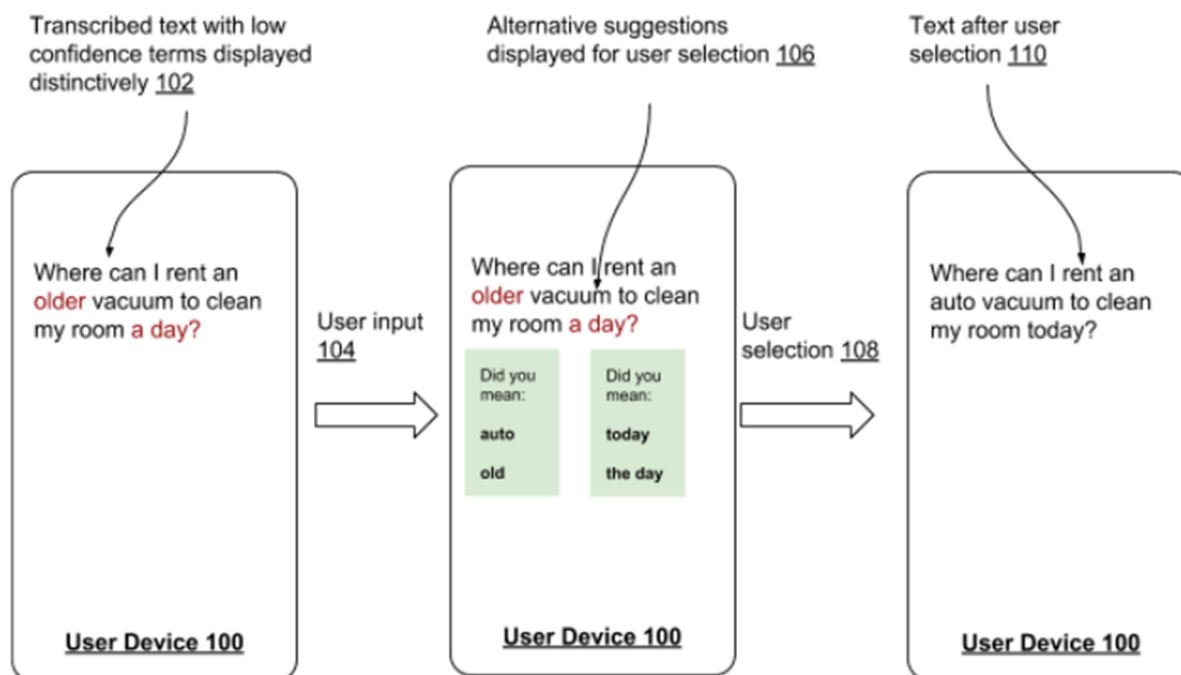 Transcribed text with low
confidence terms displayed
distinctively 102
Alternative suggestions
displayed for user selection 106
Text after user
selection 110
Where can I rent an
older vacuum to clean
my room a day?
User Device 100
User input
104
Where can I rent an
older vacuum to clean
my room a day?
Did you
mean:
auto
old
Did you
mean:
today
the day
User Device 100
User
selection 108
Where can I rent an
auto vacuum to clean
my room today?
User Device 100